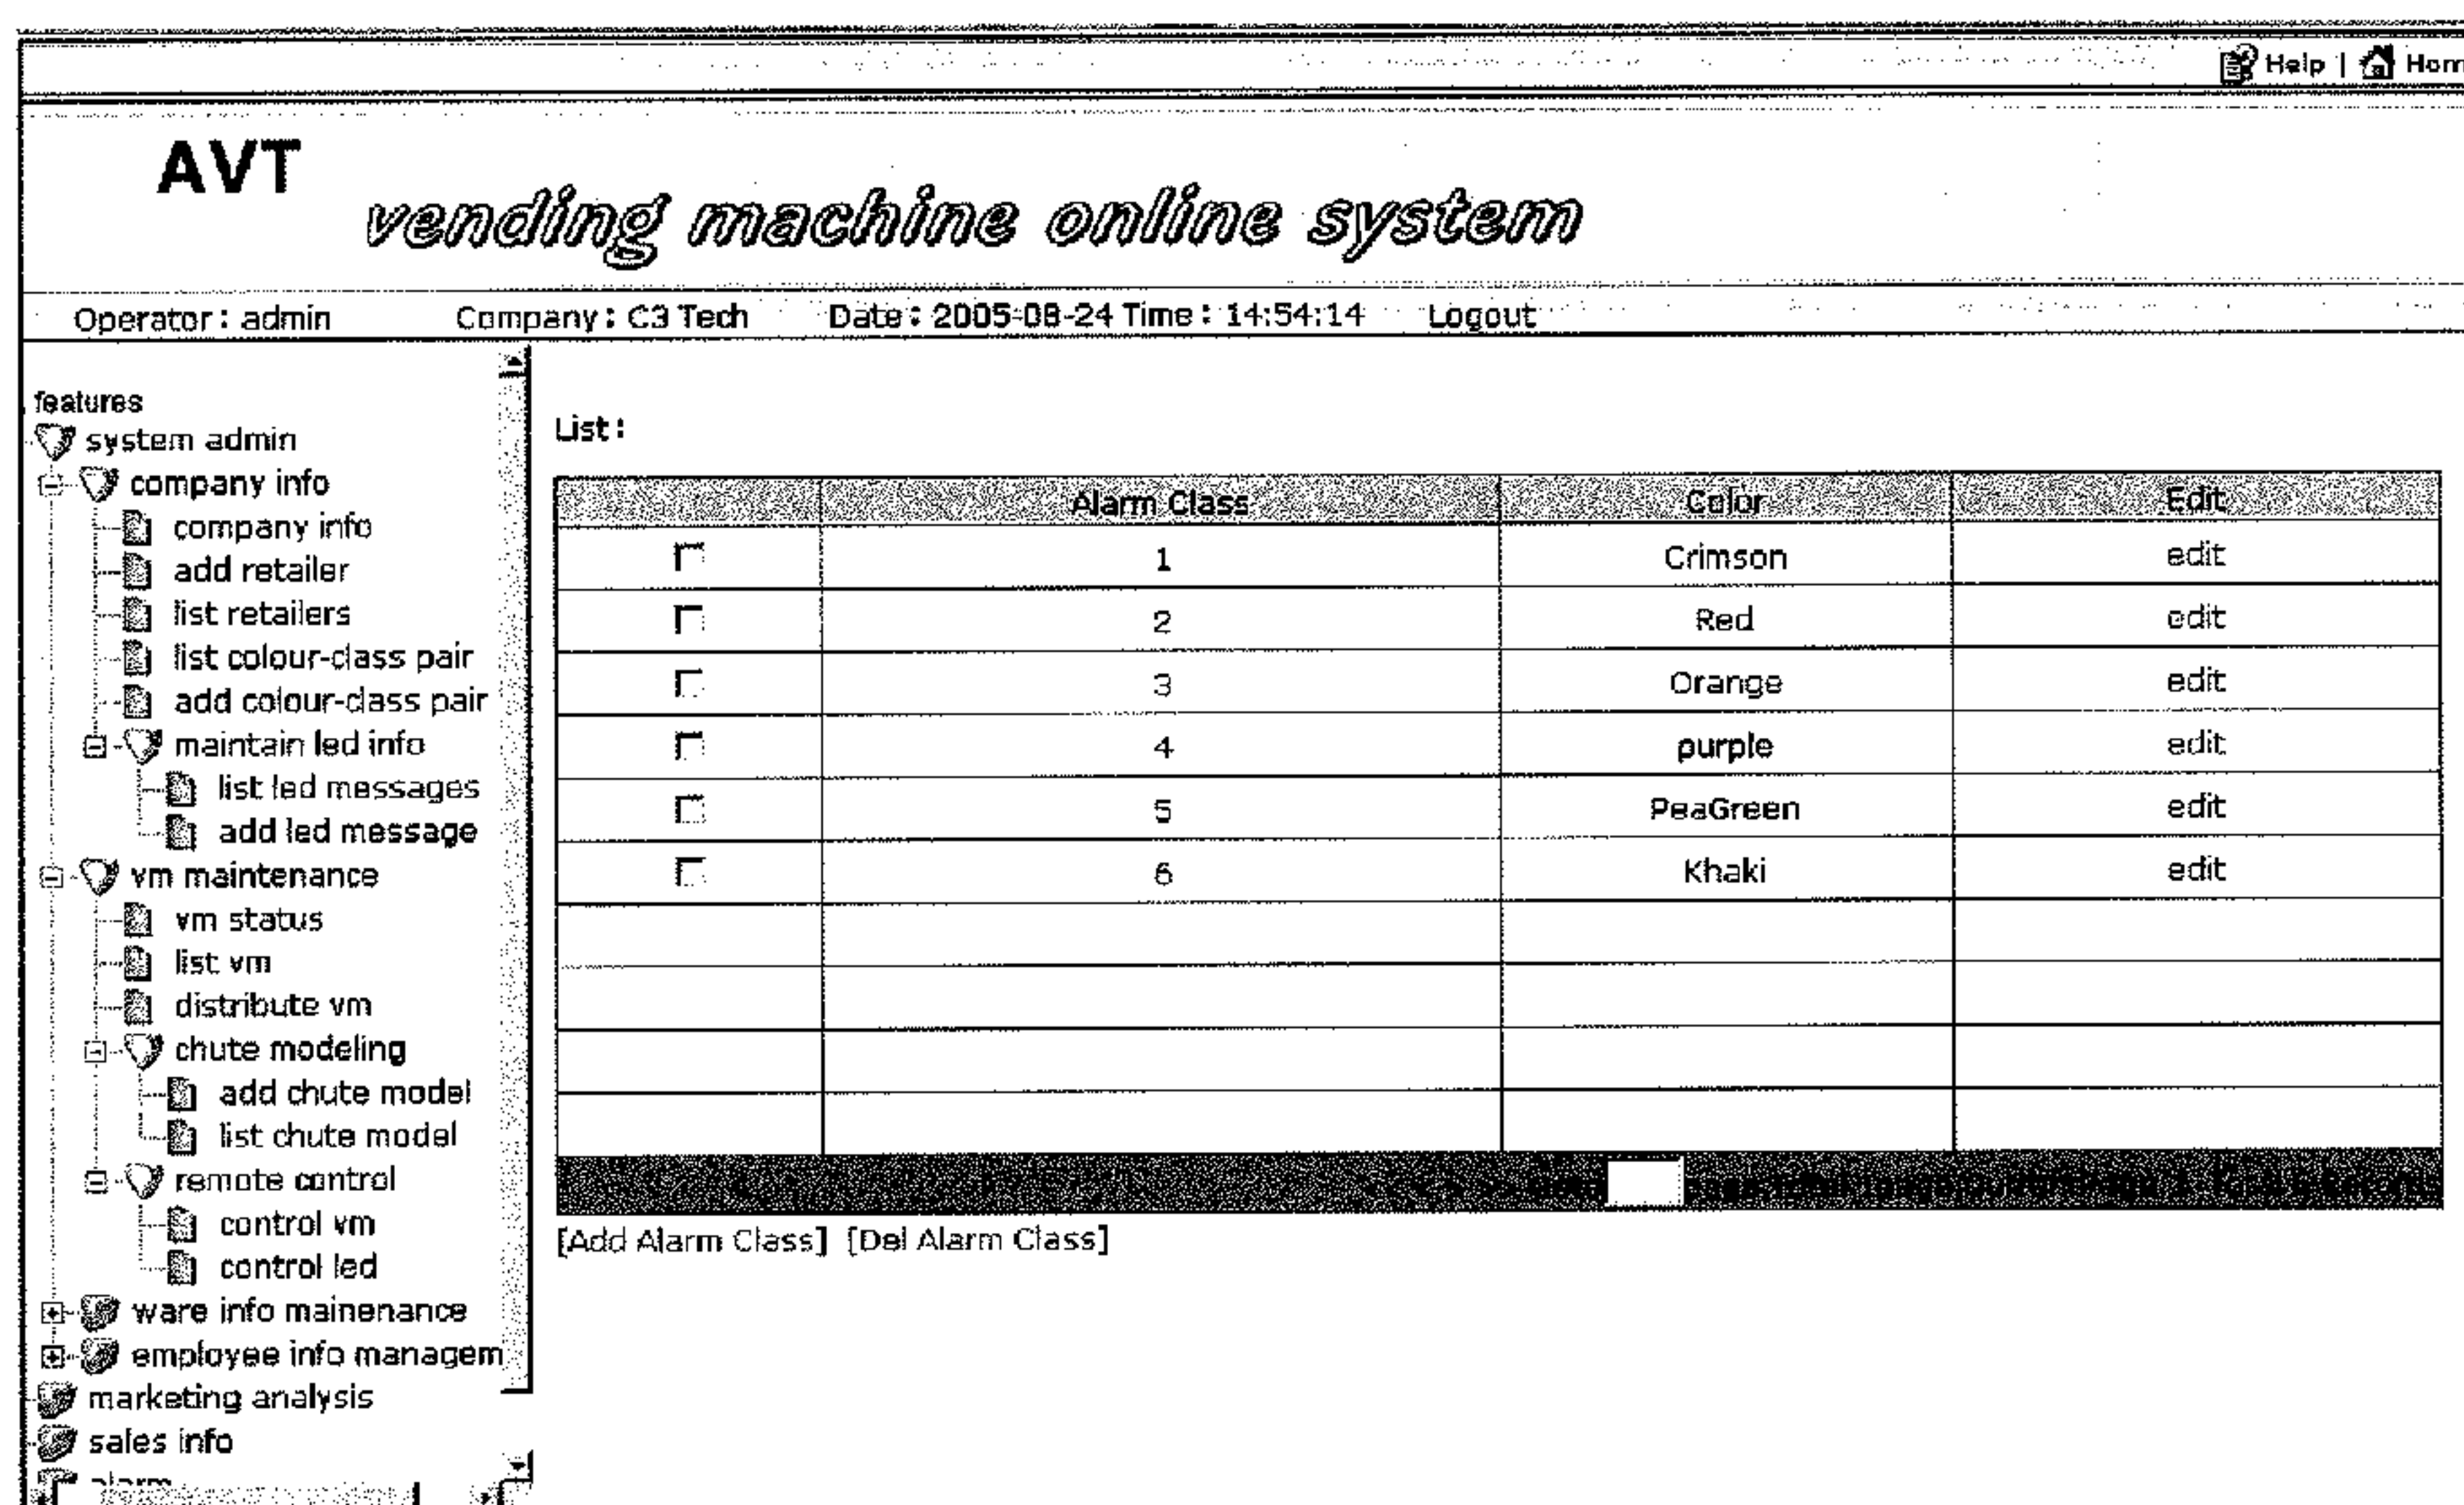 Help | Hom
AVT
vending machine online system
Operator : admin Company : C3 Tech Date : 2005-08-24 Time : 14:54:14 Logout
features
system admin
company info
company info
add retailer
list retailers
list colour-class pair
add colour-class pair
maintain led info
list led messages
add led message
vm maintenance
vm status
list vm
distribute vm
chute modeling
add chute model
list chute model
remote control
control vm
control led
ware info mainenance
employee info managem
marketing analysis
sales info
alarm
List :
Alarm Class Color Edit
1 Crimson edit
2 Red edit
3 Orange edit
4 purple edit
5 PeaGreen edit
6 Khaki edit
[Add Alarm Class] [Del Alarm Class]